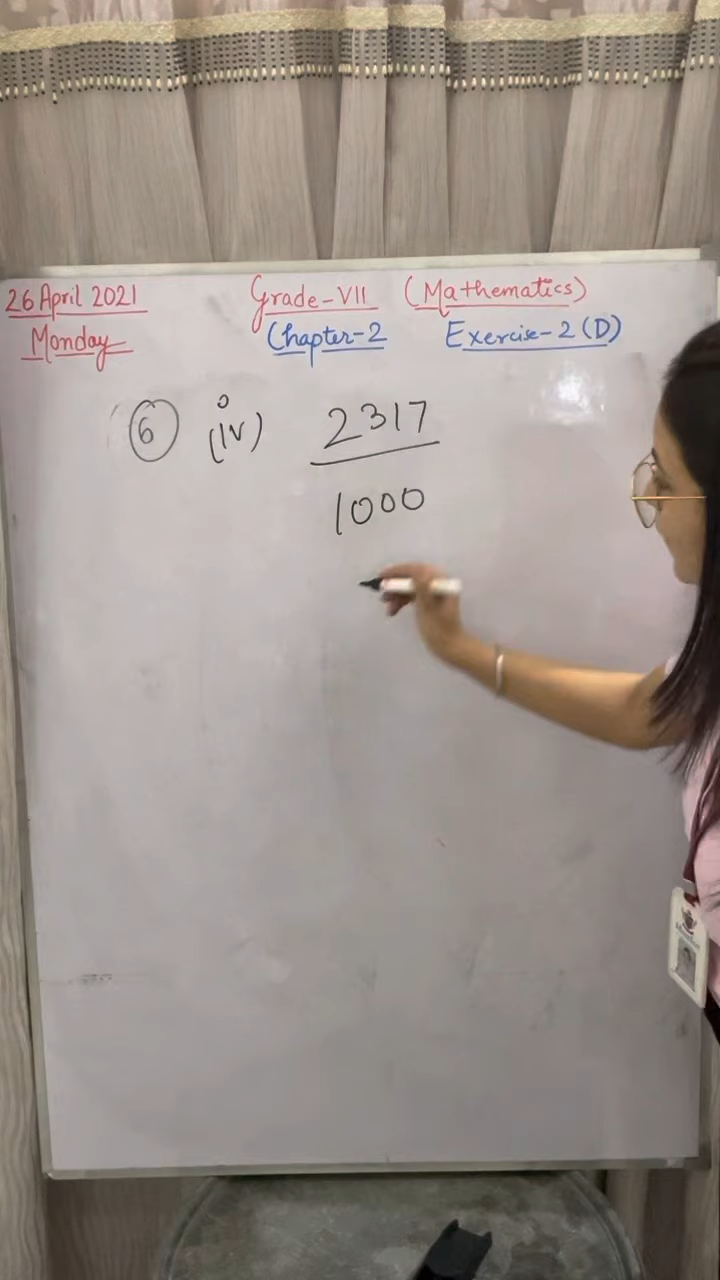 26 April 2021 Grade-VII (Mathematics)
Monday Chapter-2 Exercise-2(D)
6 (iv) 2317
1000